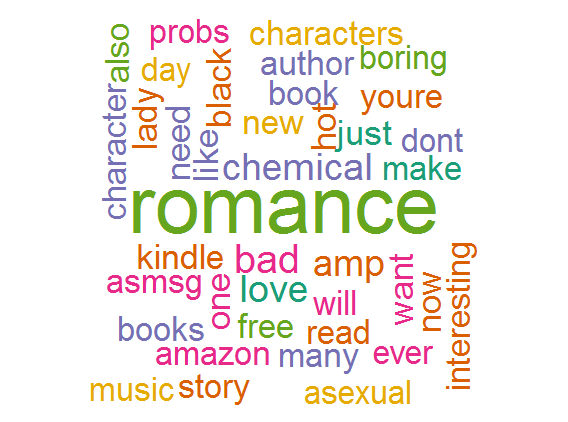 also
probs
characters
day
author
boring
black
book
youre
lady
character
need
like
new
hot
just
dont
chemical
make
romance
kindle
bad
amp
want
now
interesting
asmsg
one
love
will
books
free
read
amazon
many
ever
music
story
asexual